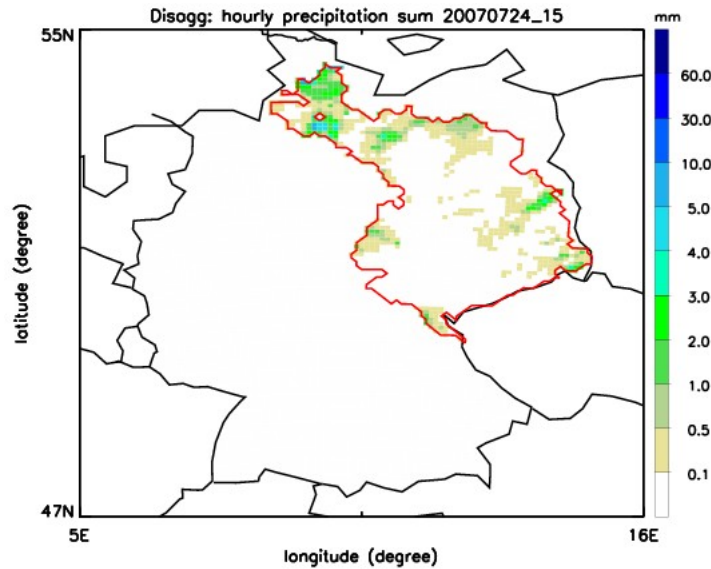 Disogg: hourly precipitation sum 20070724_15
mm
55N
60.0
30.0
10.0
5.0
4.0
3.0
2.0
1.0
0.5
0.1
latitude (degree)
47N
5E
16E
longitude (degree)